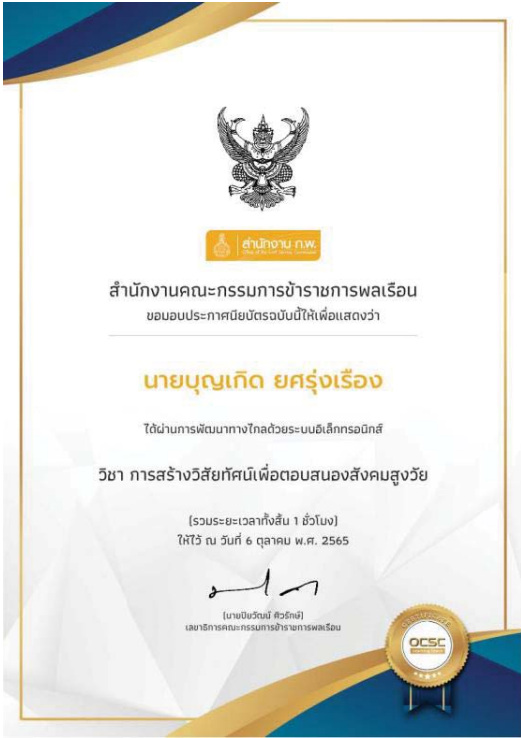 สำนักงาน ก.พ.
สำนักงานคณะกรรมการข้าราชการพลเรือน
ขอมอบประกาศนียบัตรฉบับนี้ให้เพื่อแสดงว่า
นายบุญเกิด ยศรุ่งเรือง
ได้ผ่านการพัฒนาทางไกลด้วยระบบอิเล็กทรอนิกส์
วิชา การสร้างวิสัยทัศน์เพื่อตอบสนองสังคมสูงวัย
(รวมระยะเวลาทั้งสิ้น 1 ชั่วโมง)
ให้ไว้ ณ วันที่ 6 ตุลาคม พ.ศ. 2565
(นายปิยวัฒน์ ศิวรักษ์)
เลขาธิการคณะกรรมการข้าราชการพลเรือน
OCSC